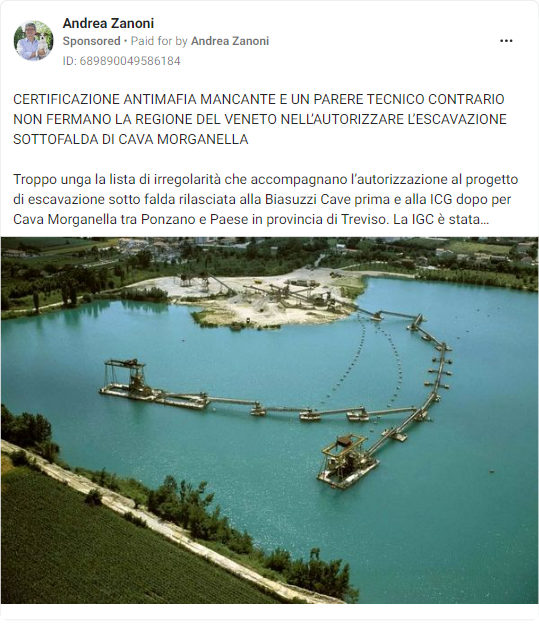 Andrea Zanoni
Sponsored • Paid for by Andrea Zanoni
ID: 689890049586184
CERTIFICAZIONE ANTIMAFIA MANCANTE E UN PARERE TECNICO CONTRARIO
NON FERMANO LA REGIONE DEL VENETO NELL'AUTORIZZARE L'ESCAVAZIONE
SOTTOFALDA DI CAVA MORGANELLA
Troppo unga la lista di irregolarità che accompagnano l'autorizzazione al progetto
di escavazione sotto falda rilasciata alla Biasuzzi Cave prima e alla ICG dopo per
Cava Morganella tra Ponzano e Paese in provincia di Treviso. La IGC è stata…